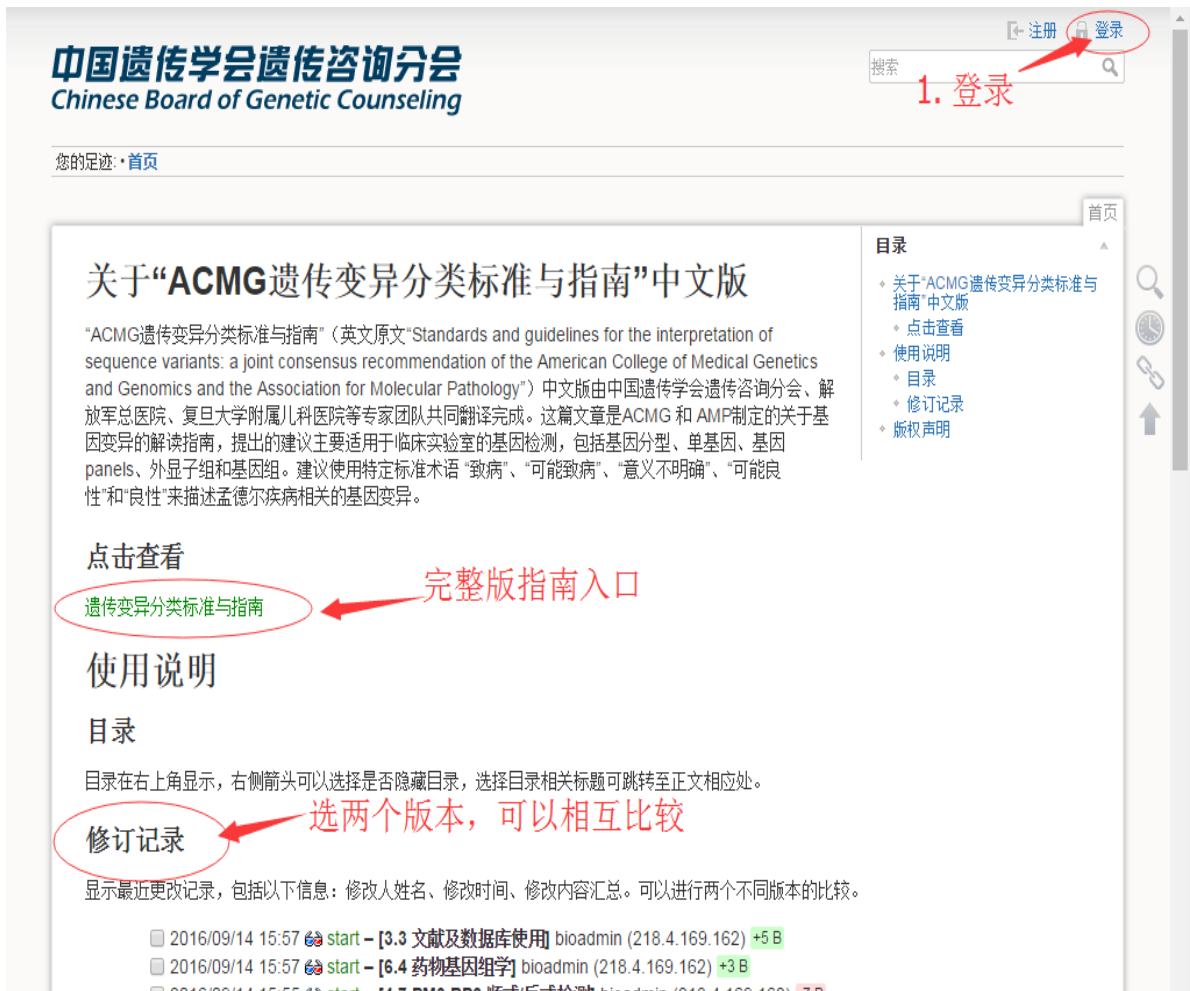 注册 登录
中国遗传学会遗传咨询分会
搜索
1. 登录
Chinese Board of Genetic Counseling
您的足迹: • 首页
首页
关于“ACMG遗传变异分类标准与指南”中文版
“ACMG遗传变异分类标准与指南”（英文原文“Standards and guidelines for the interpretation of
sequence variants: a joint consensus recommendation of the American College of Medical Genetics
and Genomics and the Association for Molecular Pathology”）中文版由中国遗传学会遗传咨询分会、解
放军总医院、复旦大学附属儿科医院等专家团队共同翻译完成。这篇文章是ACMG 和 AMP制定的关于基
因变异的解读指南，提出的建议主要适用于临床实验室的基因检测，包括基因分型、单基因、基因
panels、外显子组和基因组。建议使用特定标准术语 “致病”、“可能致病”、“意义不明确”、“可能良
性”和“良性”来描述孟德尔疾病相关的基因变异。
目录
关于“ACMG遗传变异分类标准与
指南”中文版
点击查看
使用说明
目录
修订记录
版权声明
点击查看
遗传变异分类标准与指南
完整版指南入口
使用说明
目录
目录在右上角显示，右侧箭头可以选择是否隐藏目录，选择目录相关标题可跳转至正文相应处。
选两个版本，可以相互比较
修订记录
显示最近更改记录，包括以下信息：修改人姓名、修改时间、修改内容汇总。可以进行两个不同版本的比较。
2016/09/14 15:57 start – [3.3 文献及数据库使用] bioadmin (218.4.169.162) +5 B
2016/09/14 15:57 start – [6.4 药物基因组学] bioadmin (218.4.169.162) +3 B